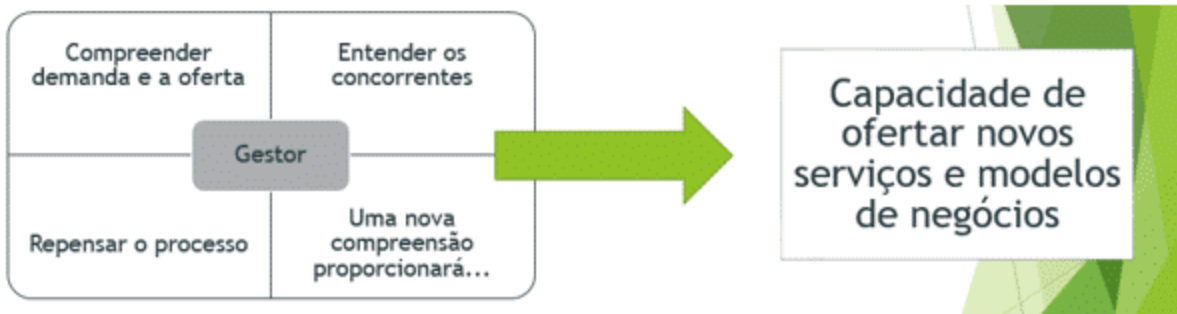 Compreender
demanda e a oferta
Entender os
concorrentes
Gestor
Repensar o processo
Uma nova
compreensão
proporcionará...
Capacidade de
ofertar novos
serviços e modelos
de negócios